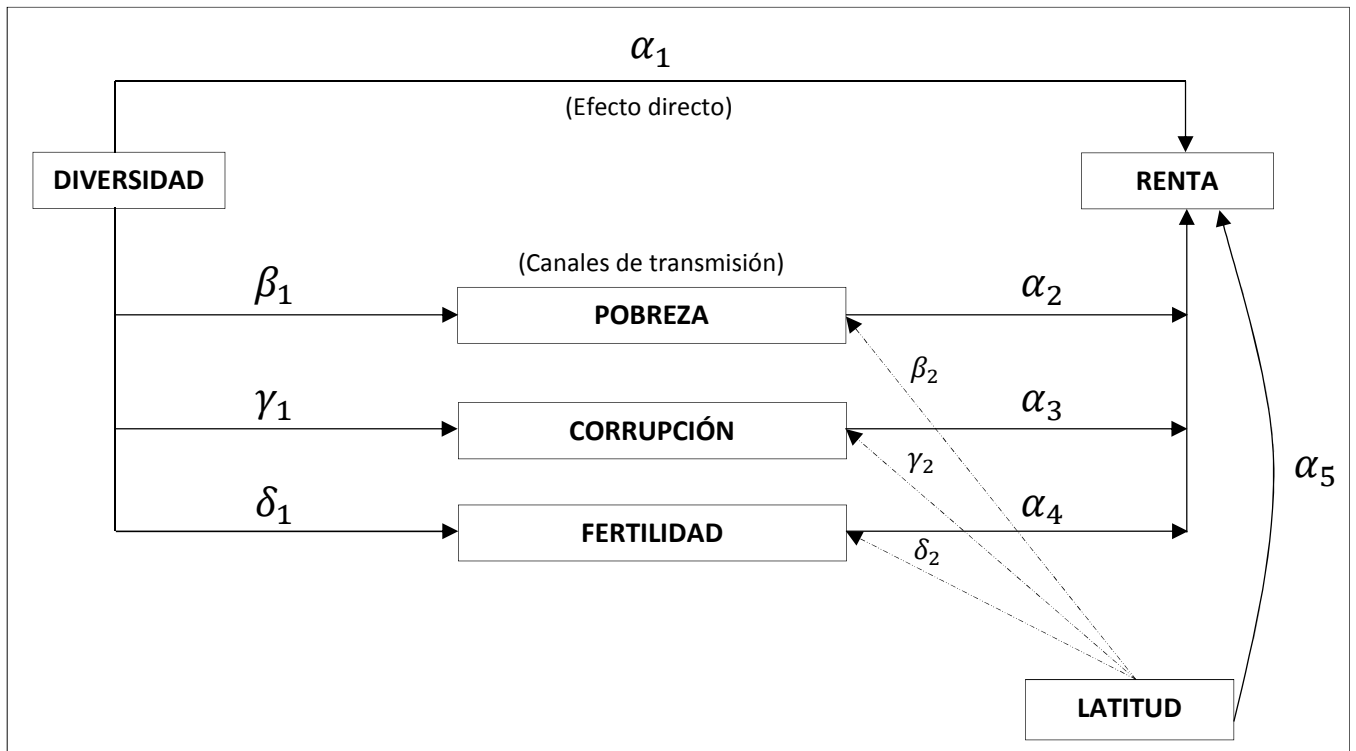 α₁
(Efecto directo)
DIVERSIDAD
RENTA
(Canales de transmisión)
β₁
POBREZA
α₂
β₂
γ₁
CORRUPCIÓN
α₃
γ₂
α₅
δ₁
FERTILIDAD
α₄
δ₂
LATITUD